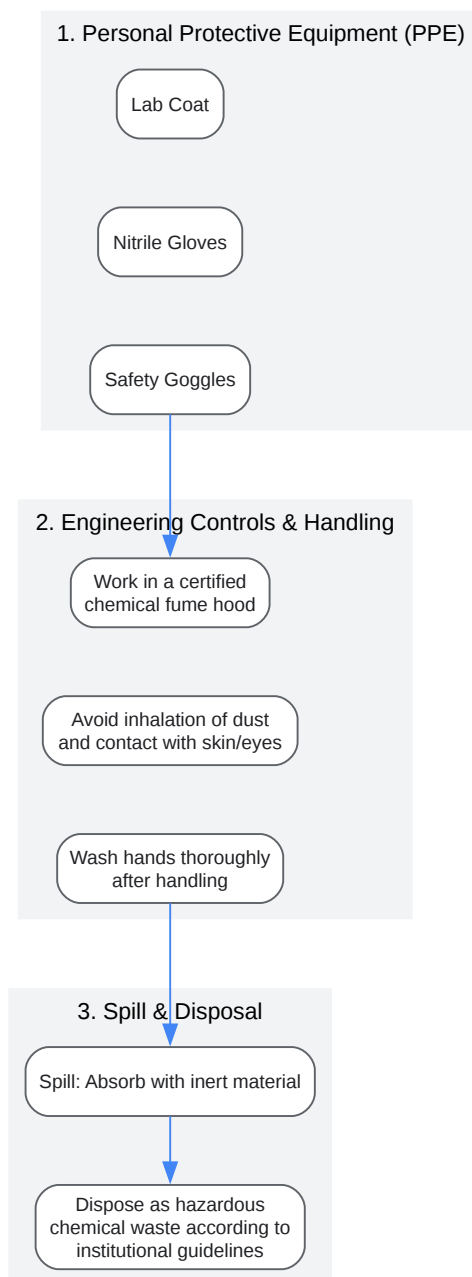 1. Personal Protective Equipment (PPE)
Lab Coat
Nitrile Gloves
Safety Goggles
2. Engineering Controls & Handling
Work in a certified
chemical fume hood
Avoid inhalation of dust
and contact with skin/eyes
Wash hands thoroughly
after handling
3. Spill & Disposal
Spill: Absorb with inert material
Dispose as hazardous
chemical waste according to
institutional guidelines